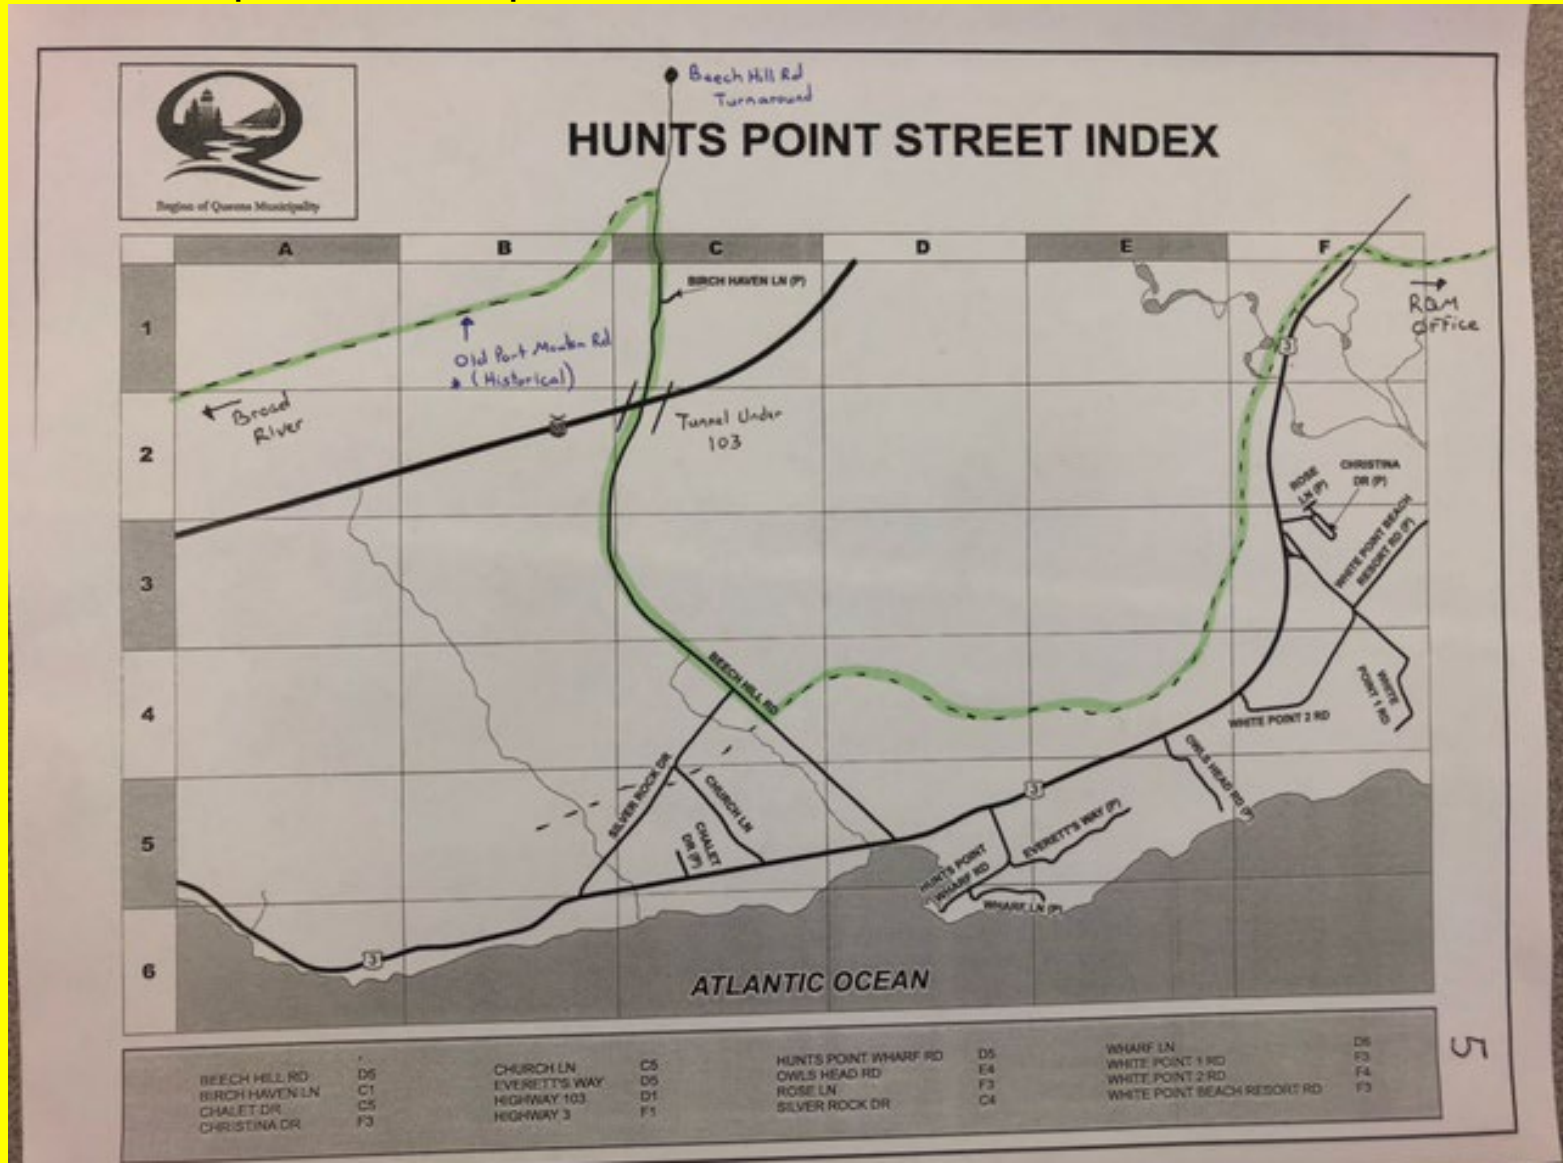 Beech Hill Rd
Turnaround
HUNTS POINT STREET INDEX
Region of Queens Municipality
A
B
C
D
E
F
1
2
3
4
5
6
BIRCH HAVEN LN (P)
RQM
Office
Old Port Mouton Rd
* (Historical)
Broad
River
Tunnel Under
103
3
ROSE
LN (P)
CHRISTINA
DR (P)
WHITE POINT BEACH
RESORT RD (P)
BEECH HILL RD
WHITE
POINT 1 RD
WHITE POINT 2 RD
OWLS HEAD RD (P)
SILVER ROCK DR
CHURCH LN
CHALET
DR (P)
3
EVERETT'S WAY (P)
HUNTS POINT
WHARF RD
WHARF LN (P)
3
ATLANTIC OCEAN
BEECH HILL RD D5
BIRCH HAVEN LN C1
CHALET DR C5
CHRISTINA DR F3
CHURCH LN C5
EVERETT'S WAY D5
HIGHWAY 103 D1
HIGHWAY 3 F1
HUNTS POINT WHARF RD D5
OWLS HEAD RD E4
ROSE LN F3
SILVER ROCK DR C4
WHARF LN D6
WHITE POINT 1 RD F3
WHITE POINT 2 RD F4
WHITE POINT BEACH RESORT RD F3
5